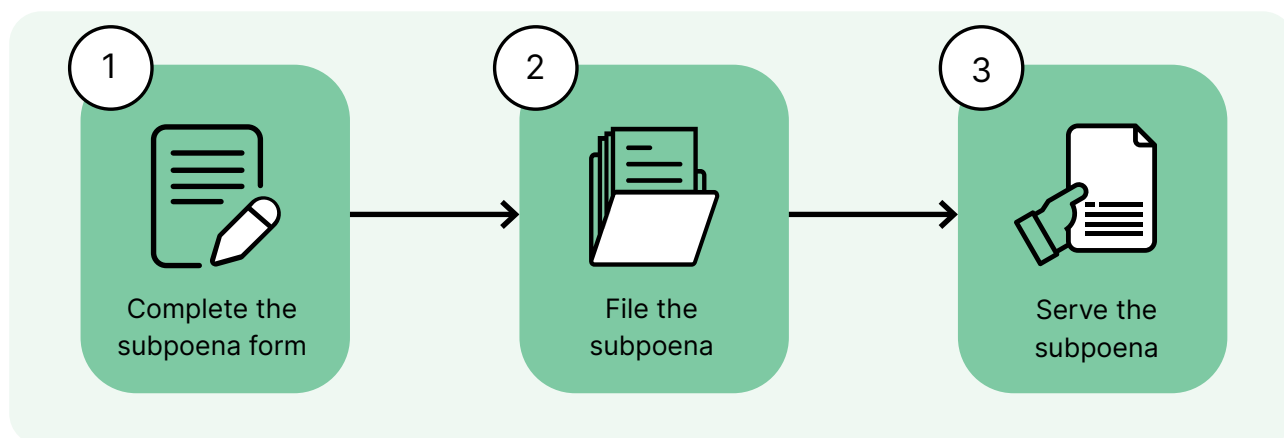 1
Complete the
subpoena form
2
File the
subpoena
3
Serve the
subpoena